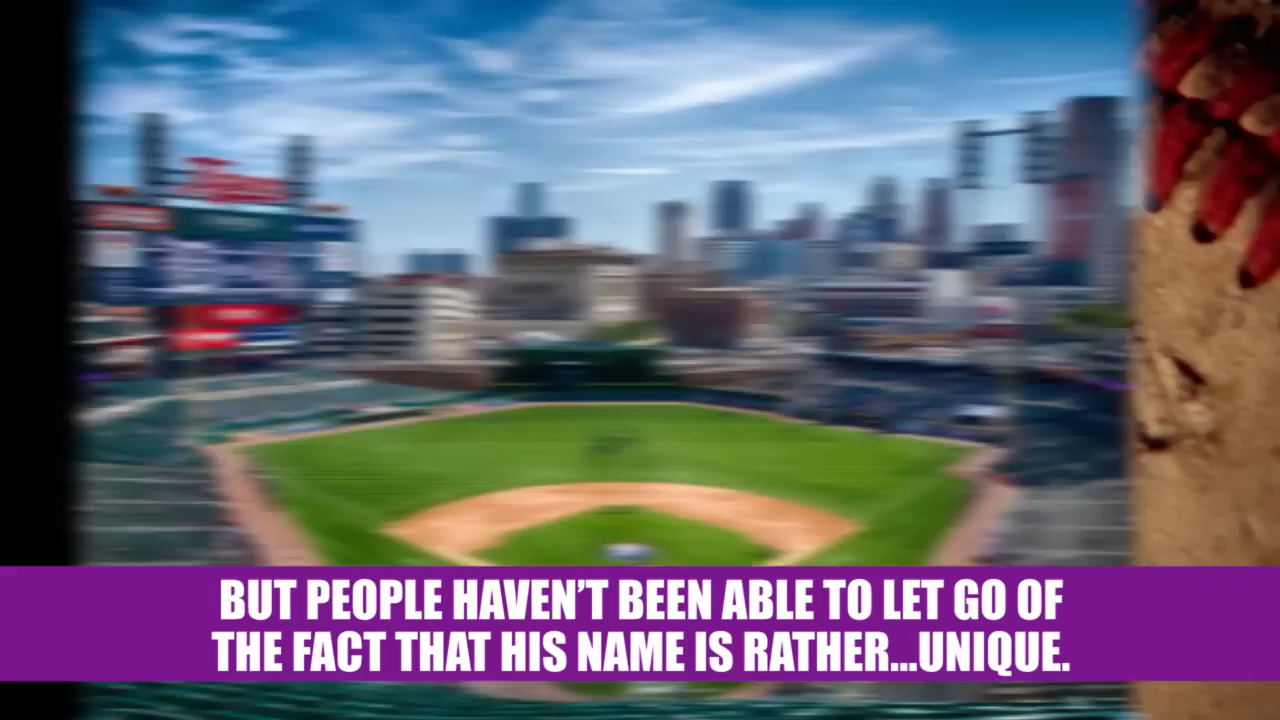 BUT PEOPLE HAVEN'T BEEN ABLE TO LET GO OF
THE FACT THAT HIS NAME IS RATHER...UNIQUE.